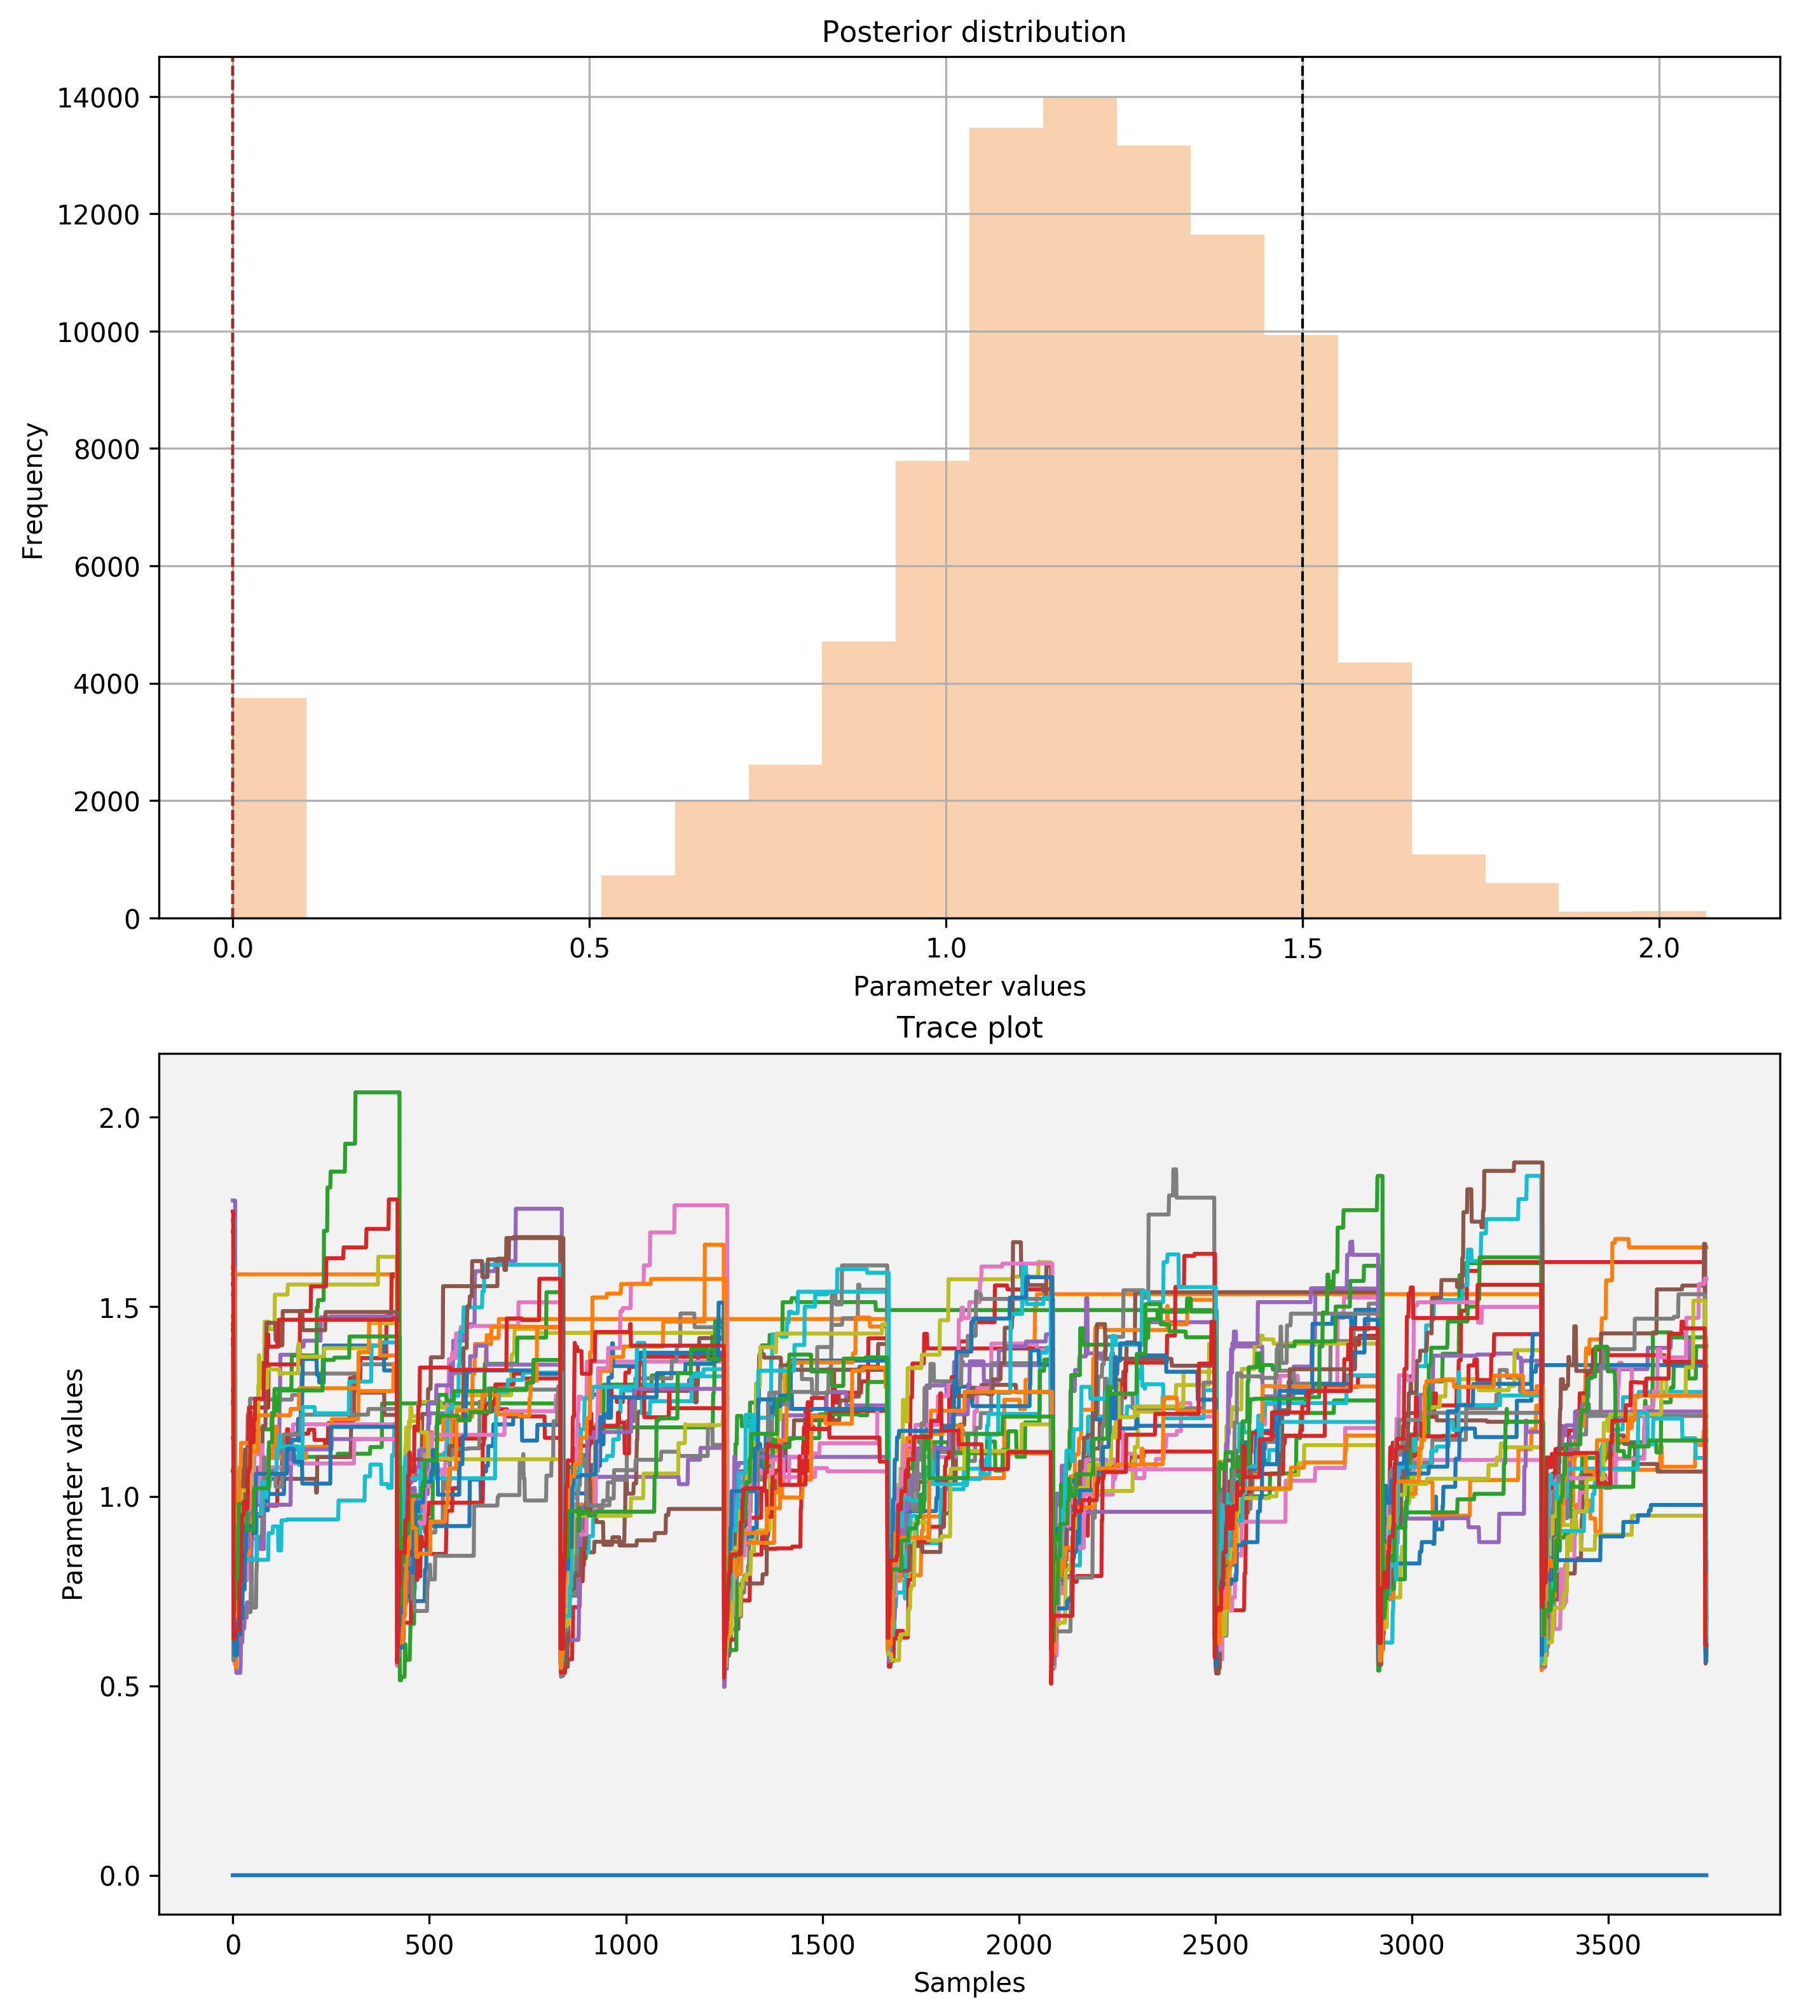 Posterior distribution
14000
12000
10000
8000
6000
4000
2000
0
Frequency
0.0 0.5 1.0 1.5 2.0
Parameter values
Trace plot
2.0
1.5
1.0
0.5
0.0
Parameter values
0 500 1000 1500 2000 2500 3000 3500
Samples